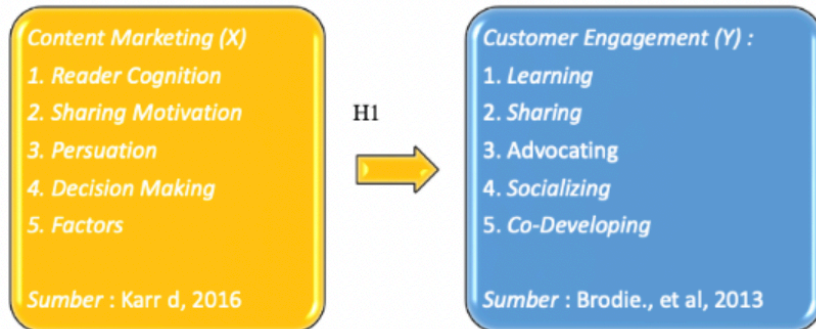 Content Marketing (X)
1. Reader Cognition
2. Sharing Motivation
3. Persuation
4. Decision Making
5. Factors
Sumber : Karr d, 2016
H1
Customer Engagement (Y) :
1. Learning
2. Sharing
3. Advocating
4. Socializing
5. Co-Developing
Sumber : Brodie., et al, 2013